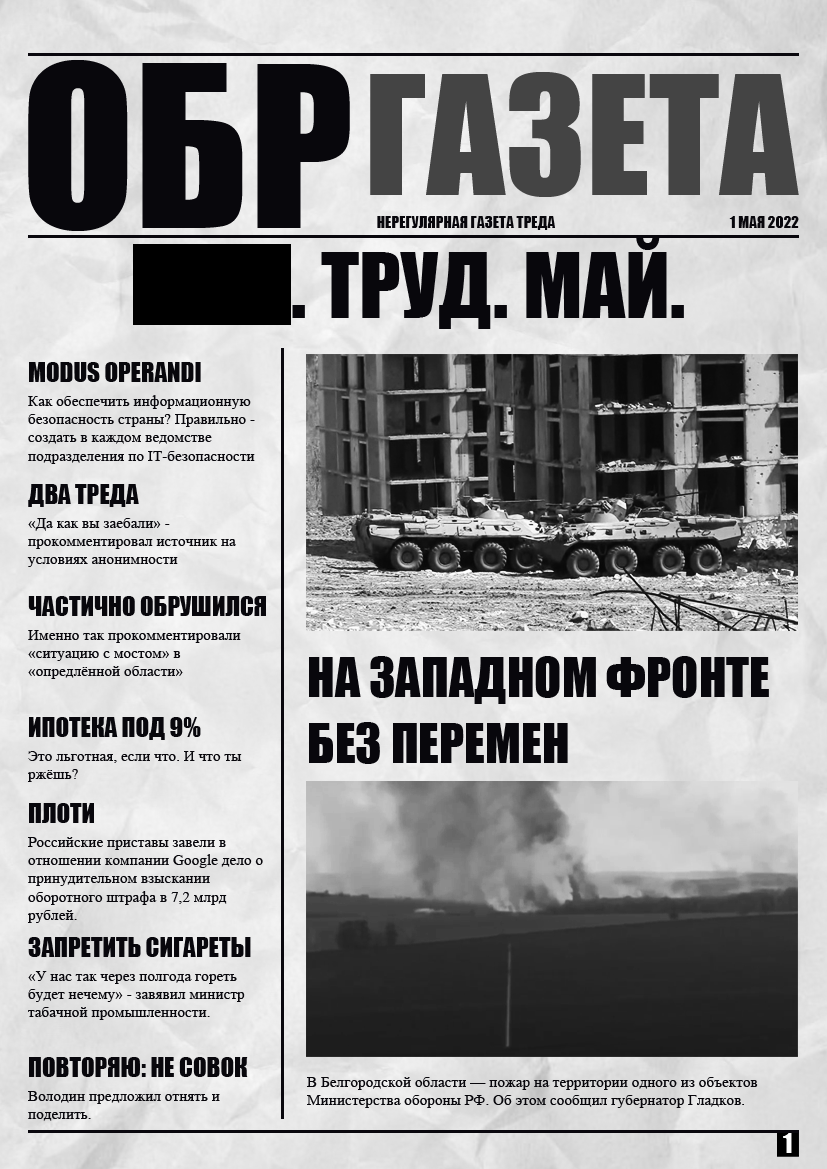 ОБР ГАЗЕТА
НЕРЕГУЛЯРНАЯ ГАЗЕТА ТРЕДА
1 МАЯ 2022
. ТРУД. МАЙ.
MODUS OPERANDI
Как обеспечить информационную
безопасность страны? Правильно -
создать в каждом ведомстве
подразделения по IT-безопасности
ДВА ТРЕДА
«Да как вы заебали» -
прокомментировал источник на
условиях анонимности
ЧАСТИЧНО ОБРУШИЛСЯ
Именно так прокомментировали
«ситуацию с мостом» в
«опредлённой области»
ИПОТЕКА ПОД 9%
Это льготная, если что. И что ты
ржёшь?
ПЛОТИ
Российские приставы завели в
отношении компании Google дело о
принудительном взыскании
оборотного штрафа в 7,2 млрд
рублей.
ЗАПРЕТИТЬ СИГАРЕТЫ
«У нас так через полгода гореть
будет нечему» - завявил министр
табачной промышленности.
ПОВТОРЯЮ: НЕ СОВОК
Володин предложил отнять и
поделить.
НА ЗАПАДНОМ ФРОНТЕ
БЕЗ ПЕРЕМЕН
В Белгородской области — пожар на территории одного из объектов
Министерства обороны РФ. Об этом сообщил губернатор Гладков.
1